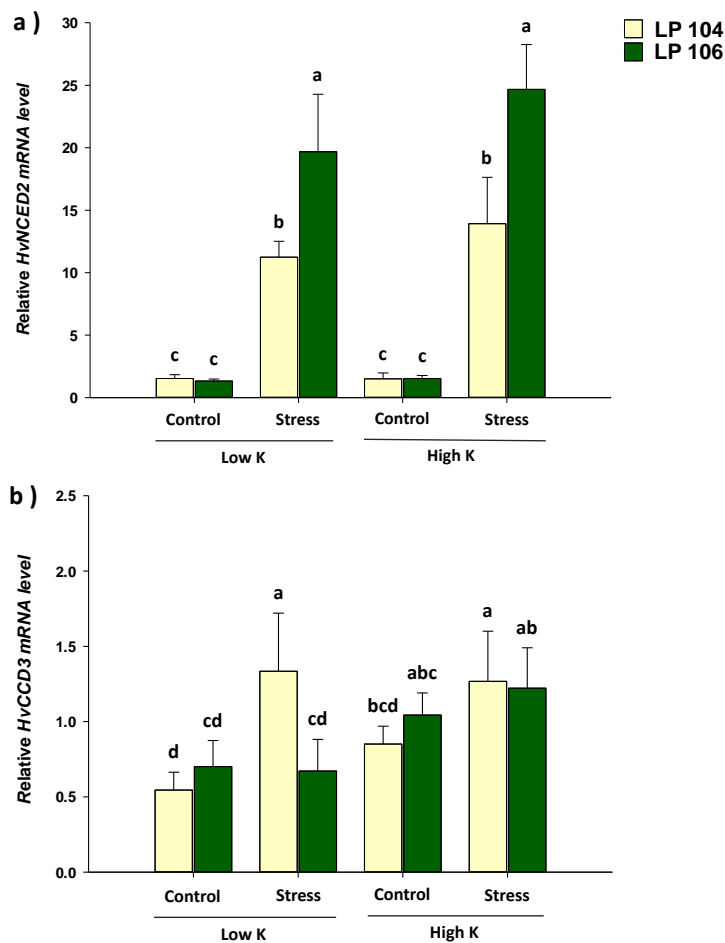 a )
LP 104
LP 106
Relative HvNCED2 mRNA level
30
25
20
15
10
5
0
c c b a c c b a
Control Stress Control Stress
Low K High K
b )
Relative HvCCD3 mRNA level
2.5
2.0
1.5
1.0
0.5
0.0
d cd a cd bcd abc a ab
Control Stress Control Stress
Low K High K